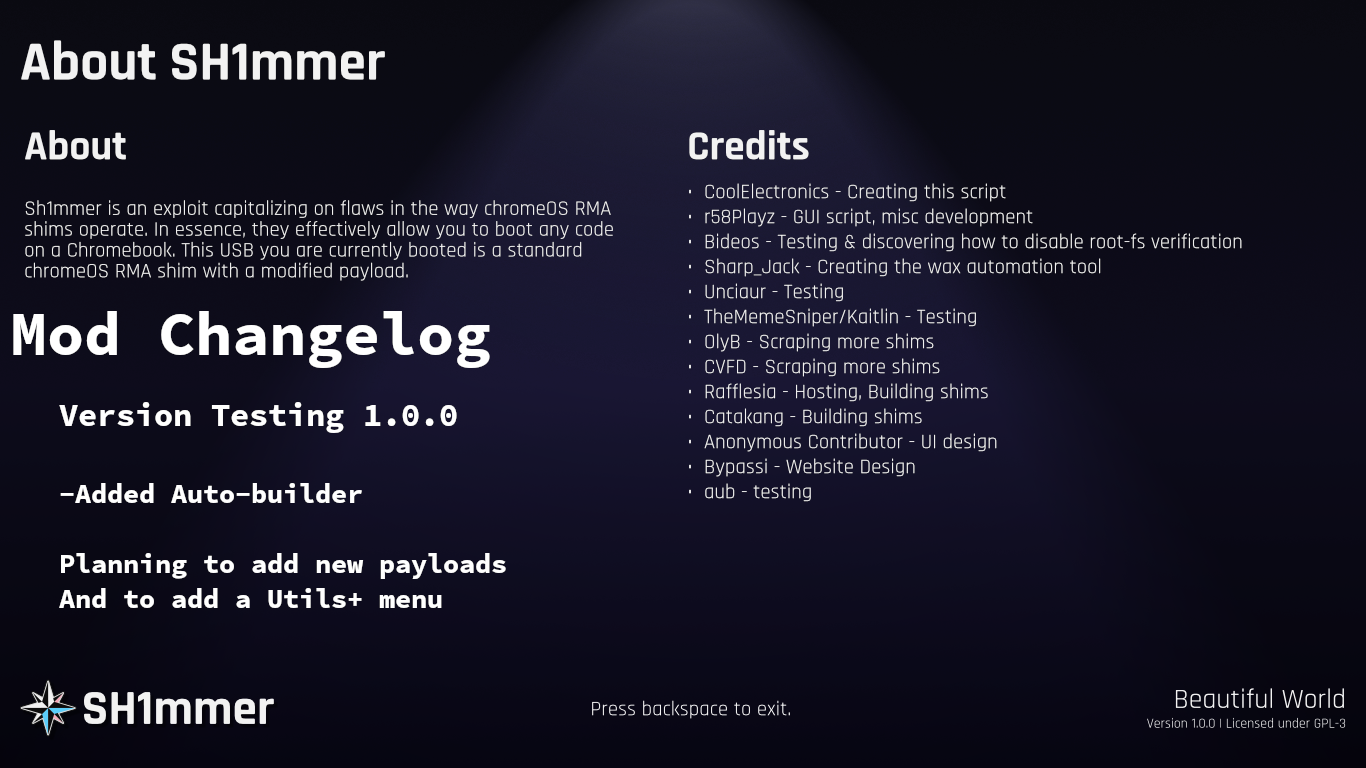 About SH1mmer
About
Sh1mmer is an exploit capitalizing on flaws in the way chromeOS RMA
shims operate. In essence, they effectively allow you to boot any code
on a Chromebook. This USB you are currently booted is a standard
chromeOS RMA shim with a modified payload.
Mod Changelog
Version Testing 1.0.0
-Added Auto-builder
Planning to add new payloads
And to add a Utils+ menu
Credits
· CoolElectronics - Creating this script
· r58Playz - GUI script, misc development
· Bideos - Testing & discovering how to disable root-fs verification
· Sharp_Jack - Creating the wax automation tool
· Unciaur - Testing
· TheMemeSniper/Kaitlin - Testing
· OlyB - Scraping more shims
· CVFD - Scraping more shims
· Rafflesia - Hosting, Building shims
· Catakang - Building shims
· Anonymous Contributor - UI design
· Bypassi - Website Design
· aub - testing
SH1mmer
Press backspace to exit.
Beautiful World
Version 1.0.0 | Licensed under GPL-3